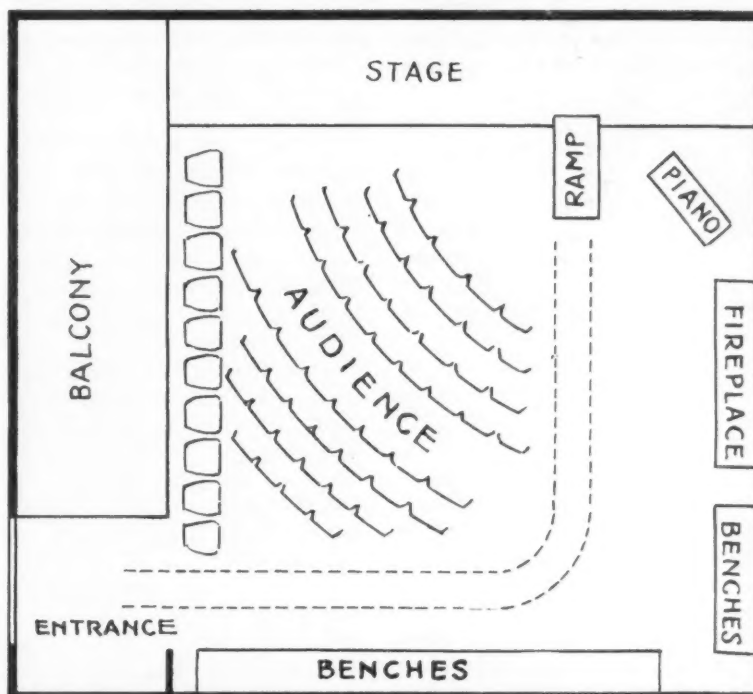 STAGE
RAMP
PIANO
BALCONY
AUDIENCE
FIREPLACE
BENCHES
ENTRANCE
BENCHES